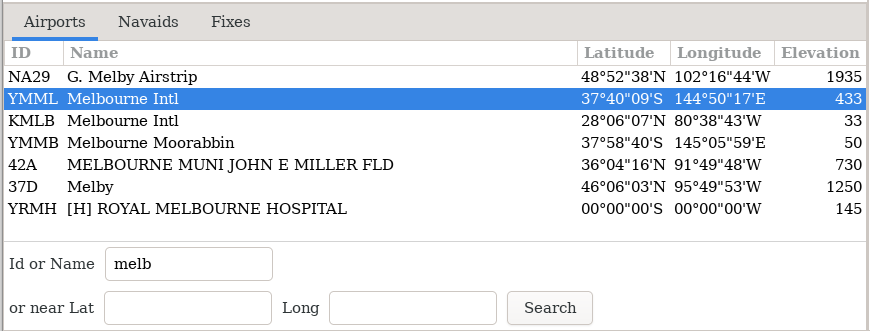 Airports Navaids Fixes
ID Name Latitude Longitude Elevation
NA29 G. Melby Airstrip 48°52"38'N 102°16"44'W 1935
YMML Melbourne Intl 37°40"09'S 144°50"17'E 433
KMLB Melbourne Intl 28°06"07'N 80°38"43'W 33
YMMB Melbourne Moorabbin 37°58"40'S 145°05"59'E 50
42A MELBOURNE MUNI JOHN E MILLER FLD 36°04"16'N 91°49"48'W 730
37D Melby 46°06"03'N 95°49"53'W 1250
YRMH [H] ROYAL MELBOURNE HOSPITAL 00°00"00'S 00°00"00'W 145
Id or Name melb
or near Lat Long Search